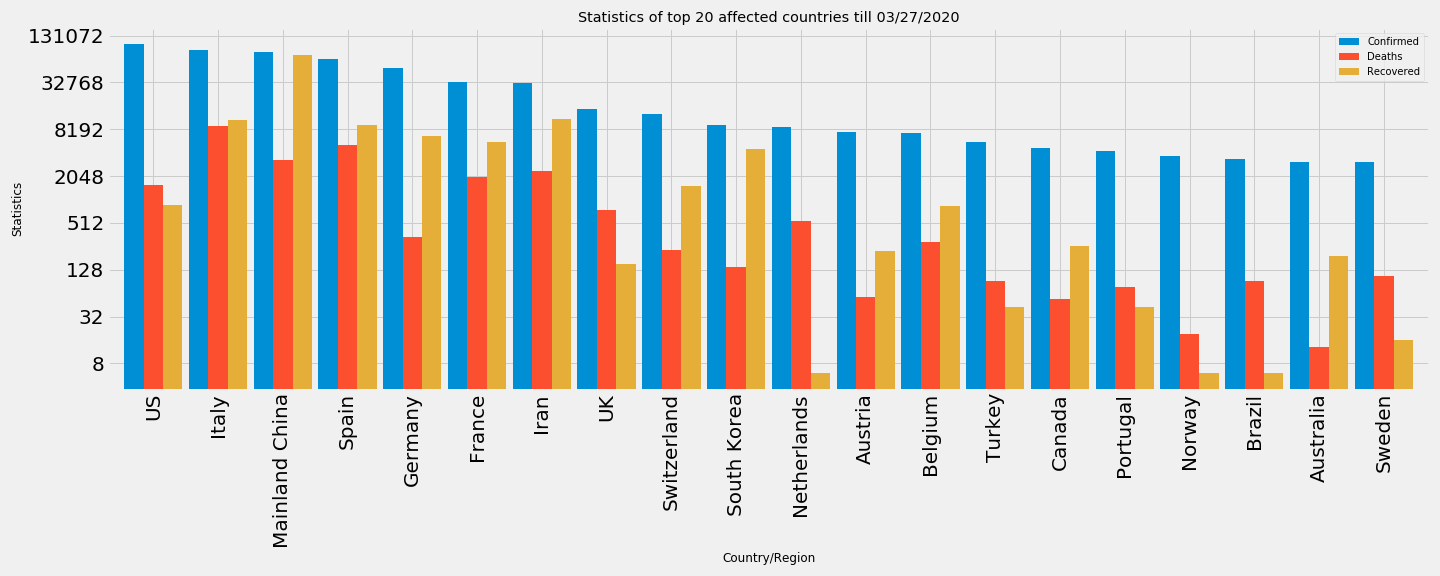 Statistics of top 20 affected countries till 03/27/2020
Confirmed
Deaths
Recovered
131072
32768
8192
2048
512
128
32
8
Statistics
US
Italy
Mainland China
Spain
Germany
France
Iran
UK
Switzerland
South Korea
Netherlands
Austria
Belgium
Turkey
Canada
Portugal
Norway
Brazil
Australia
Sweden
Country/Region